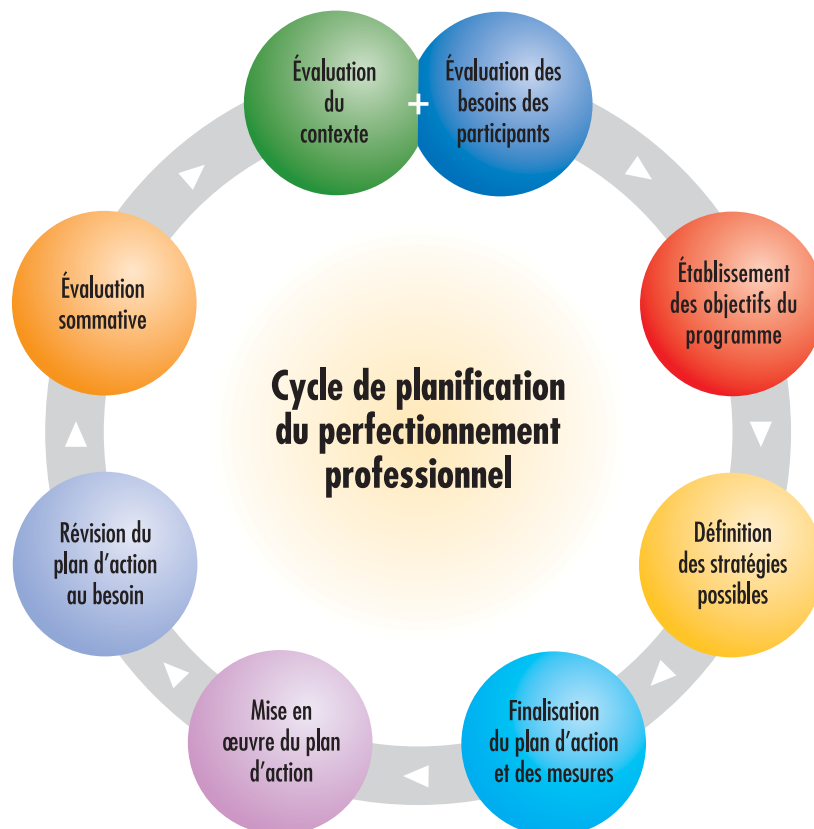 Évaluation
du
contexte
+
Évaluation des
besoins des
participants
Établissement
des objectifs du
programme
Définition
des stratégies
possibles
Finalisation
du plan d’action
et des mesures
Mise en
œuvre du plan
d’action
Révision du
plan d’action
au besoin
Évaluation
sommative
Cycle de planification
du perfectionnement
professionnel